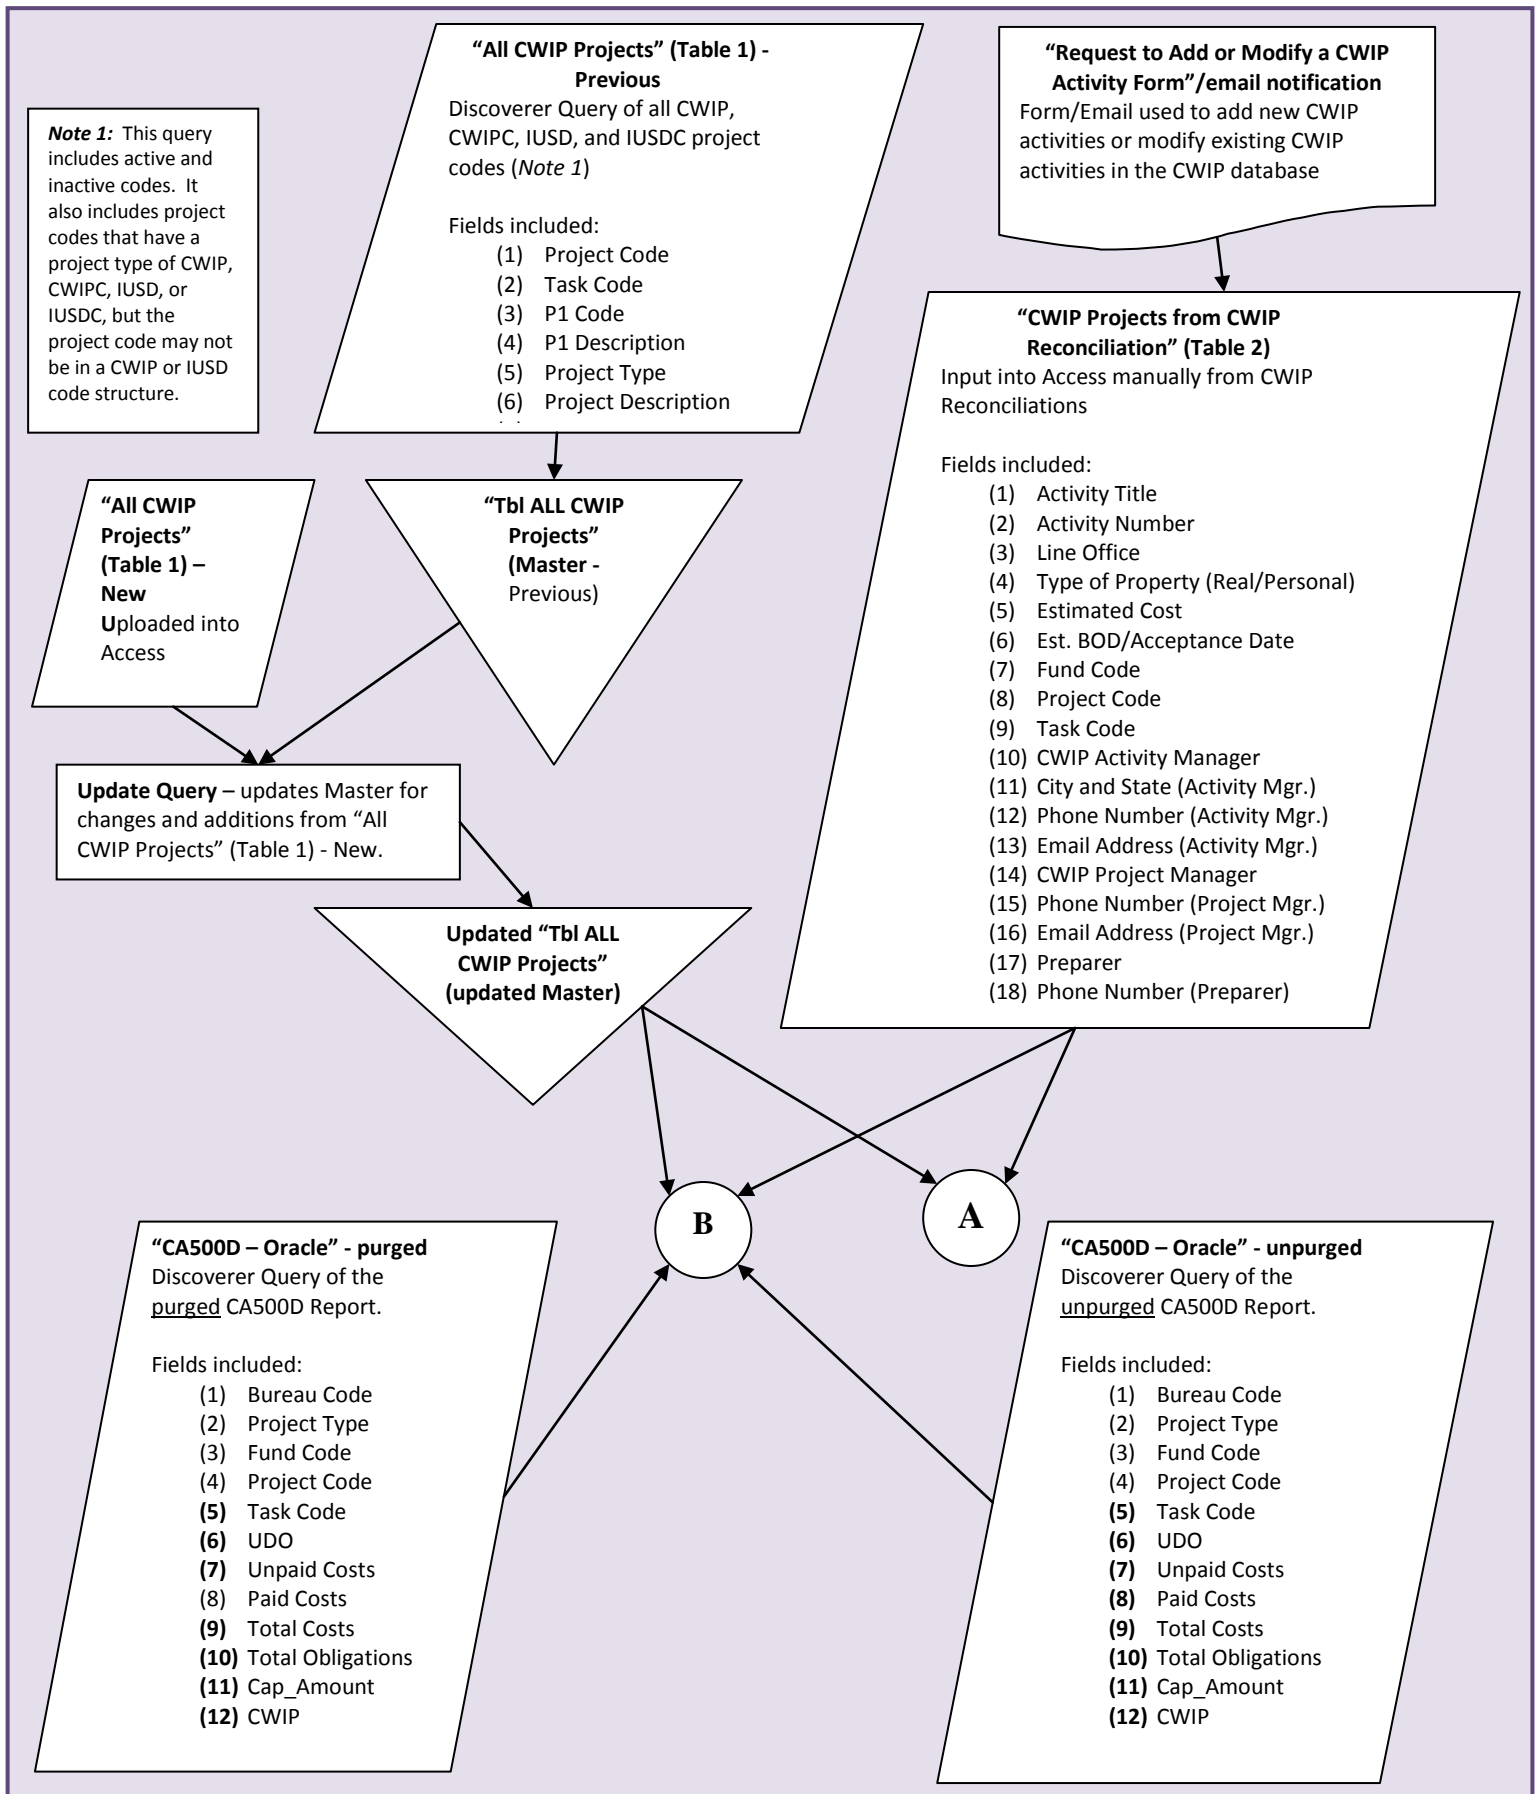 “All CWIP Projects” (Table 1) -
Previous
Discoverer Query of all CWIP,
CWIPC, IUSD, and IUSDC project
codes (Note 1)
Fields included:
(1) Project Code
(2) Task Code
(3) P1 Code
(4) P1 Description
(5) Project Type
(6) Project Description
“Request to Add or Modify a CWIP
Activity Form”/email notification
Form/Email used to add new CWIP
activities or modify existing CWIP
activities in the CWIP database
Note 1: This query
includes active and
inactive codes. It
also includes project
codes that have a
project type of CWIP,
CWIPC, IUSD, or
IUSDC, but the
project code may not
be in a CWIP or IUSD
code structure.
“CWIP Projects from CWIP
Reconciliation” (Table 2)
Input into Access manually from CWIP
Reconciliations
Fields included:
(1) Activity Title
(2) Activity Number
(3) Line Office
(4) Type of Property (Real/Personal)
(5) Estimated Cost
(6) Est. BOD/Acceptance Date
(7) Fund Code
(8) Project Code
(9) Task Code
(10) CWIP Activity Manager
(11) City and State (Activity Mgr.)
(12) Phone Number (Activity Mgr.)
(13) Email Address (Activity Mgr.)
(14) CWIP Project Manager
(15) Phone Number (Project Mgr.)
(16) Email Address (Project Mgr.)
(17) Preparer
(18) Phone Number (Preparer)
“All CWIP
Projects”
(Table 1) –
New
Uploaded into
Access
“Tbl ALL CWIP
Projects”
(Master -
Previous)
Update Query – updates Master for
changes and additions from “All
CWIP Projects” (Table 1) - New.
Updated “Tbl ALL
CWIP Projects”
(updated Master)
B
A
“CA500D – Oracle” - purged
Discoverer Query of the
purged CA500D Report.
Fields included:
(1) Bureau Code
(2) Project Type
(3) Fund Code
(4) Project Code
(5) Task Code
(6) UDO
(7) Unpaid Costs
(8) Paid Costs
(9) Total Costs
(10) Total Obligations
(11) Cap_Amount
(12) CWIP
“CA500D – Oracle” - unpurged
Discoverer Query of the
unpurged CA500D Report.
Fields included:
(1) Bureau Code
(2) Project Type
(3) Fund Code
(4) Project Code
(5) Task Code
(6) UDO
(7) Unpaid Costs
(8) Paid Costs
(9) Total Costs
(10) Total Obligations
(11) Cap_Amount
(12) CWIP